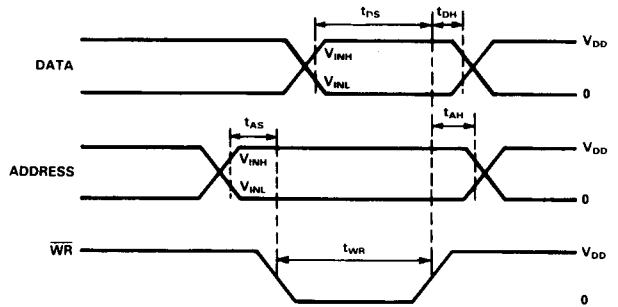 tDS tDH
DATA VINH VDD
VINL 0
tAS tAH
ADDRESS VINH VDD
VINL 0
WR tWR VDD
0